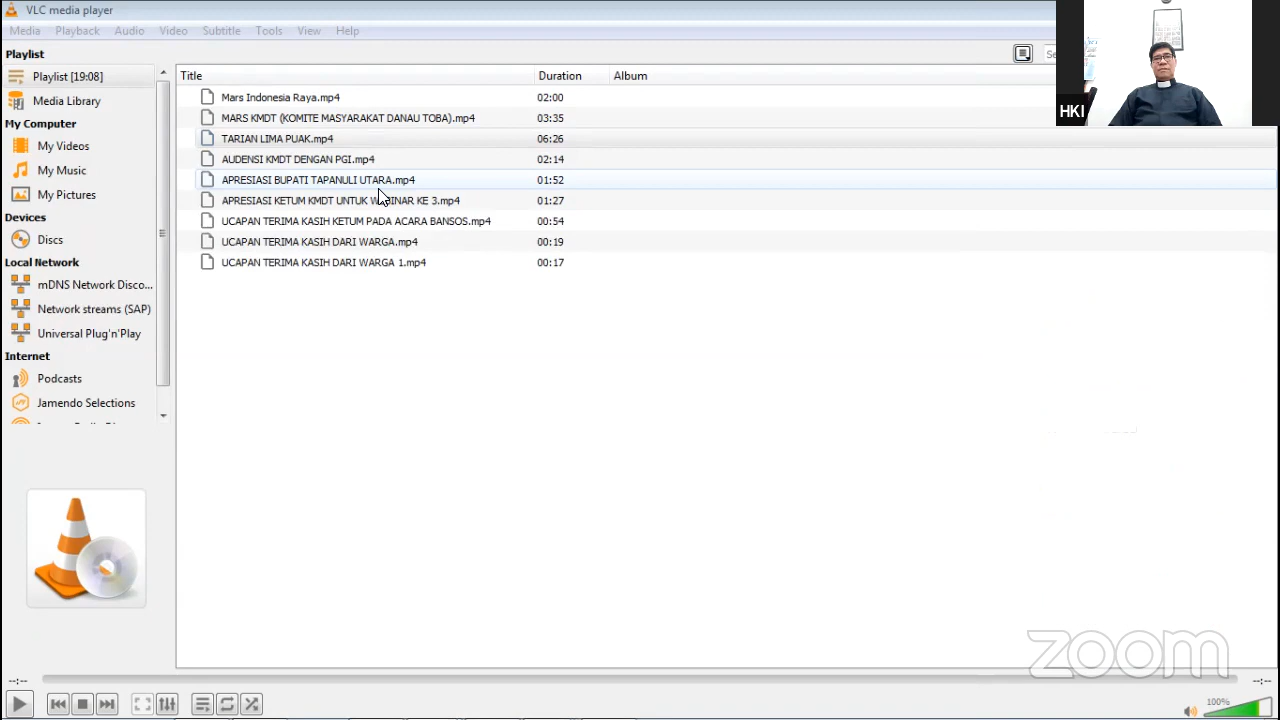 VLC media player
Media Playback Audio Video Subtitle Tools View Help
Playlist
Playlist [19:08]
Media Library
My Computer
My Videos
My Music
My Pictures
Devices
Discs
Local Network
mDNS Network Disco...
Network streams (SAP)
Universal Plug'n'Play
Internet
Podcasts
Jamendo Selections
Title Duration Album
Mars Indonesia Raya.mp4 02:00
MARS KMDT (KOMITE MASYARAKAT DANAU TOBA).mp4 03:35
TARIAN LIMA PUAK.mp4 06:26
AUDENSI KMDT DENGAN PGI.mp4 02:14
APRESIASI BUPATI TAPANULI UTARA.mp4 01:52
APRESIASI KETUM KMDT UNTUK WEBINAR KE 3.mp4 01:27
UCAPAN TERIMA KASIH KETUM PADA ACARA BANSOS.mp4 00:54
UCAPAN TERIMA KASIH DARI WARGA.mp4 00:19
UCAPAN TERIMA KASIH DARI WARGA 1.mp4 00:17
HKI
zoom
--:-- --:--
100%